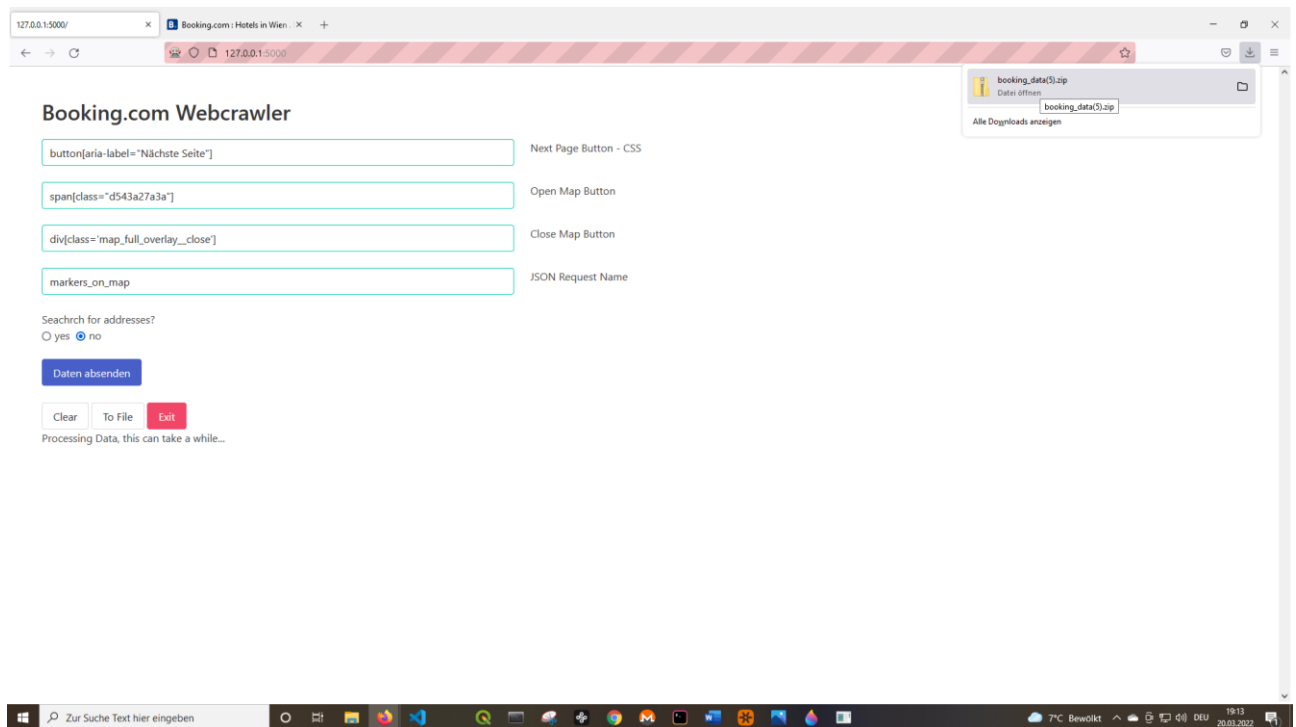 127.0.0.1:5000/
B. Booking.com : Hotels in Wien .
127.0.0.1:5000
booking_data(5).zip
Datei öffnen
booking_data(5).zip
Alle Downloads anzeigen
Booking.com Webcrawler
button[aria-label="Nächste Seite"]
Next Page Button - CSS
span[class="d543a27a3a"]
Open Map Button
div[class='map_full_overlay__close']
Close Map Button
markers_on_map
JSON Request Name
Seachrch for addresses?
yes no
Daten absenden
Clear To File Exit
Processing Data, this can take a while...
Zur Suche Text hier eingeben
7°C Bewölkt
DEU
19:13
20.03.2022